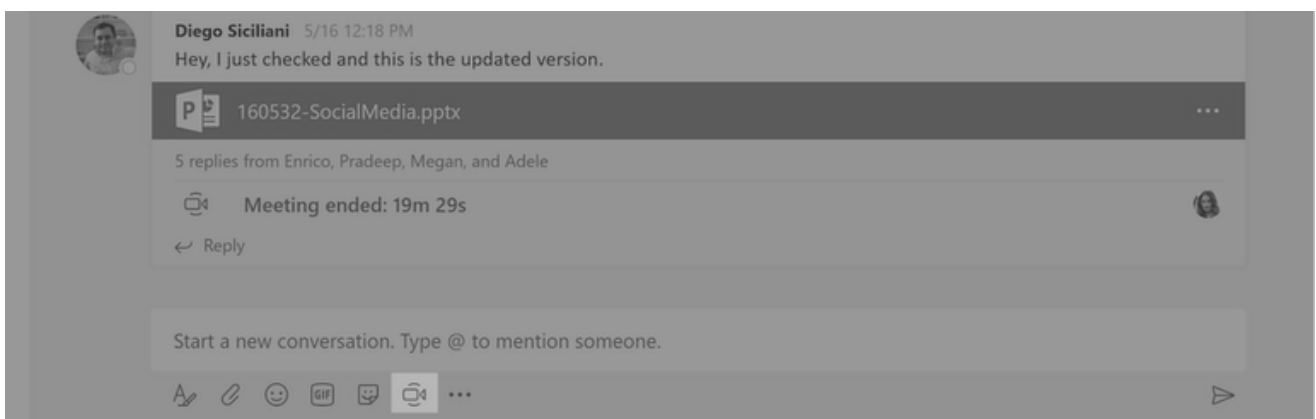 Diego Siciliani 5/16 12:18 PM
Hey, I just checked and this is the updated version.
P 160532-SocialMedia.pptx
5 replies from Enrico, Pradeep, Megan, and Adele
Meeting ended: 19m 29s
Reply
Start a new conversation. Type @ to mention someone.
GIF